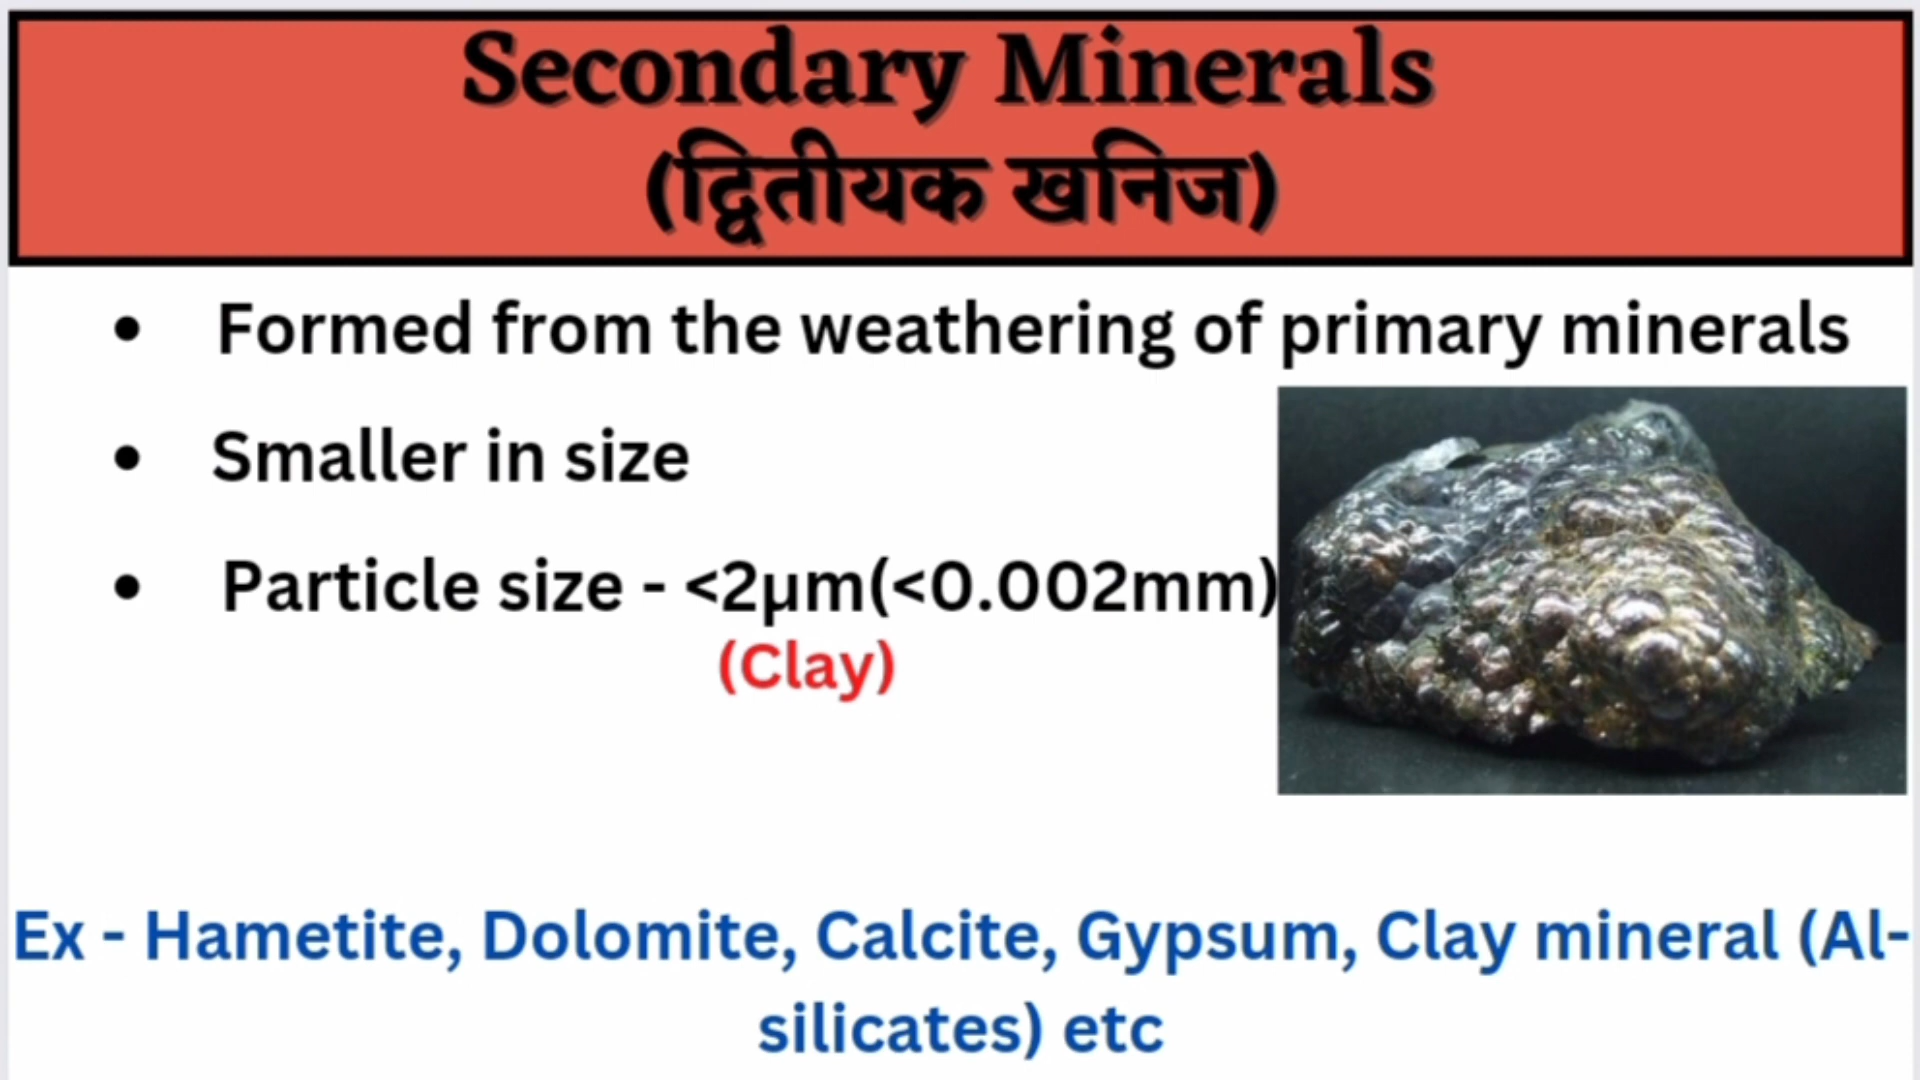 Secondary Minerals
(द्वितीयक खनिज)
• Formed from the weathering of primary minerals
• Smaller in size
• Particle size - <2µm(<0.002mm)
(Clay)
Ex - Hametite, Dolomite, Calcite, Gypsum, Clay mineral (Al-
silicates) etc